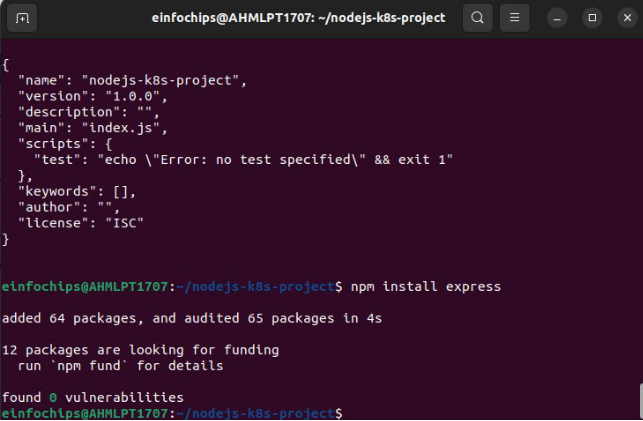 einfochips@AHMLPT1707: ~/nodejs-k8s-project
{
  "name": "nodejs-k8s-project",
  "version": "1.0.0",
  "description": "",
  "main": "index.js",
  "scripts": {
    "test": "echo \"Error: no test specified\" && exit 1"
  },
  "keywords": [],
  "author": "",
  "license": "ISC"
}
einfochips@AHMLPT1707:~/nodejs-k8s-project$ npm install express
added 64 packages, and audited 65 packages in 4s
12 packages are looking for funding
  run `npm fund` for details
found 0 vulnerabilities
einfochips@AHMLPT1707:~/nodejs-k8s-project$